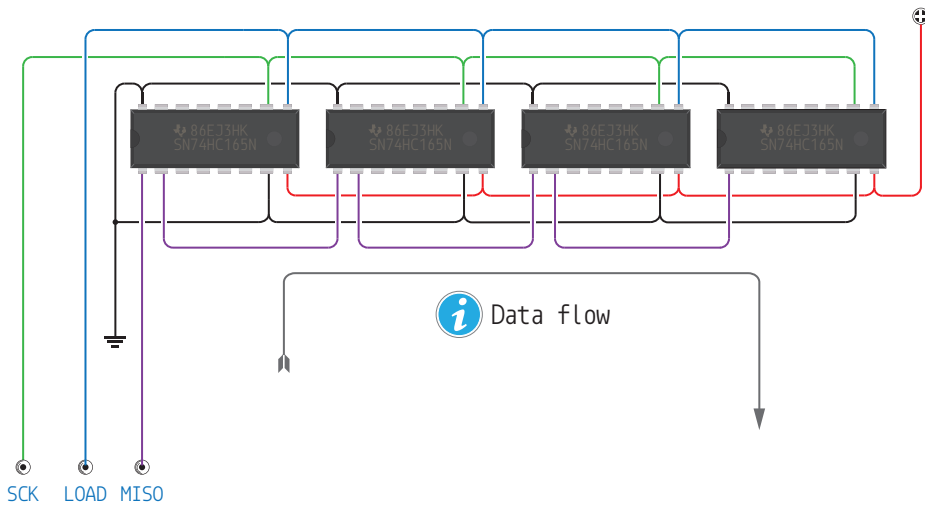 86EJ3HK
SN74HC165N
86EJ3HK
SN74HC165N
86EJ3HK
SN74HC165N
86EJ3HK
SN74HC165N
i Data flow
SCK LOAD MISO